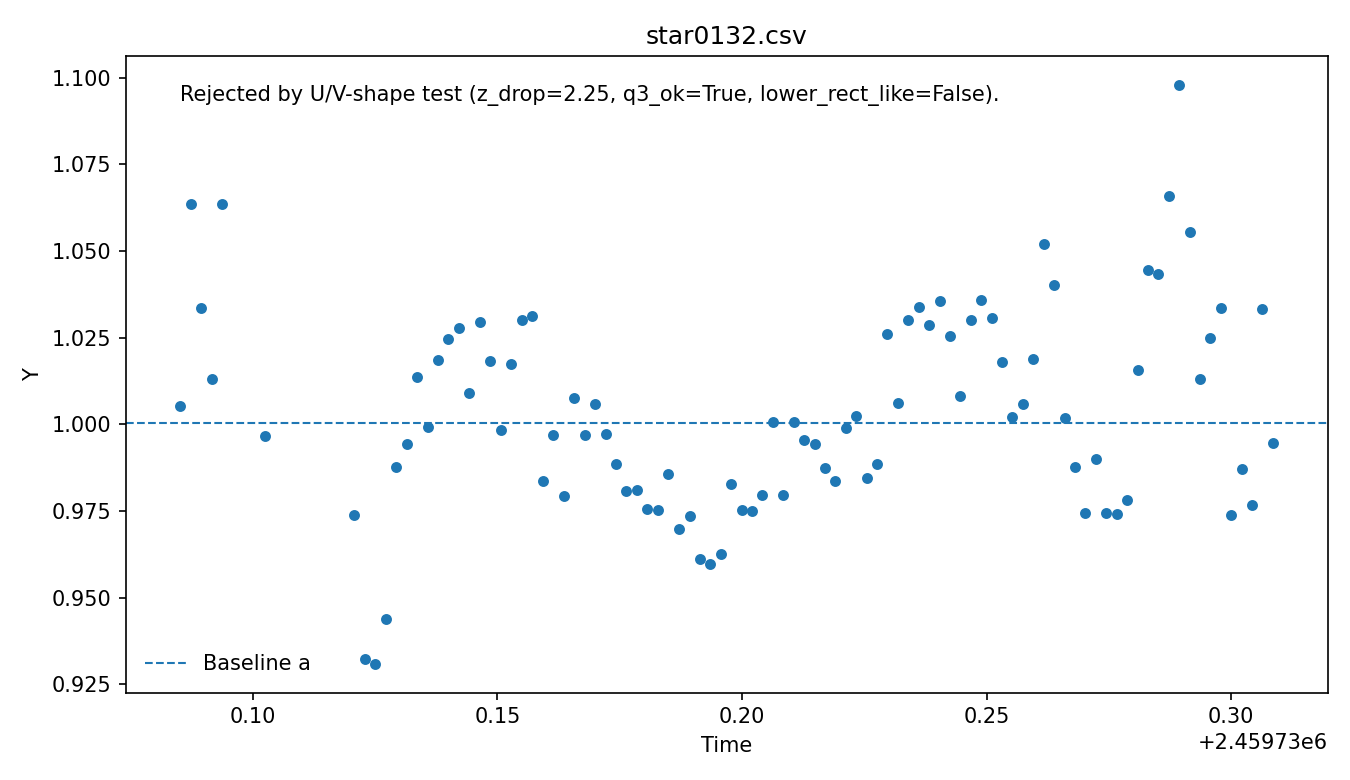 star0132.csv
Rejected by U/V-shape test (z_drop=2.25, q3_ok=True, lower_rect_like=False).
1.100
1.075
1.050
1.025
1.000
0.975
0.950
0.925
Y
Baseline a
0.10 0.15 0.20 0.25 0.30
Time
+2.45973e6